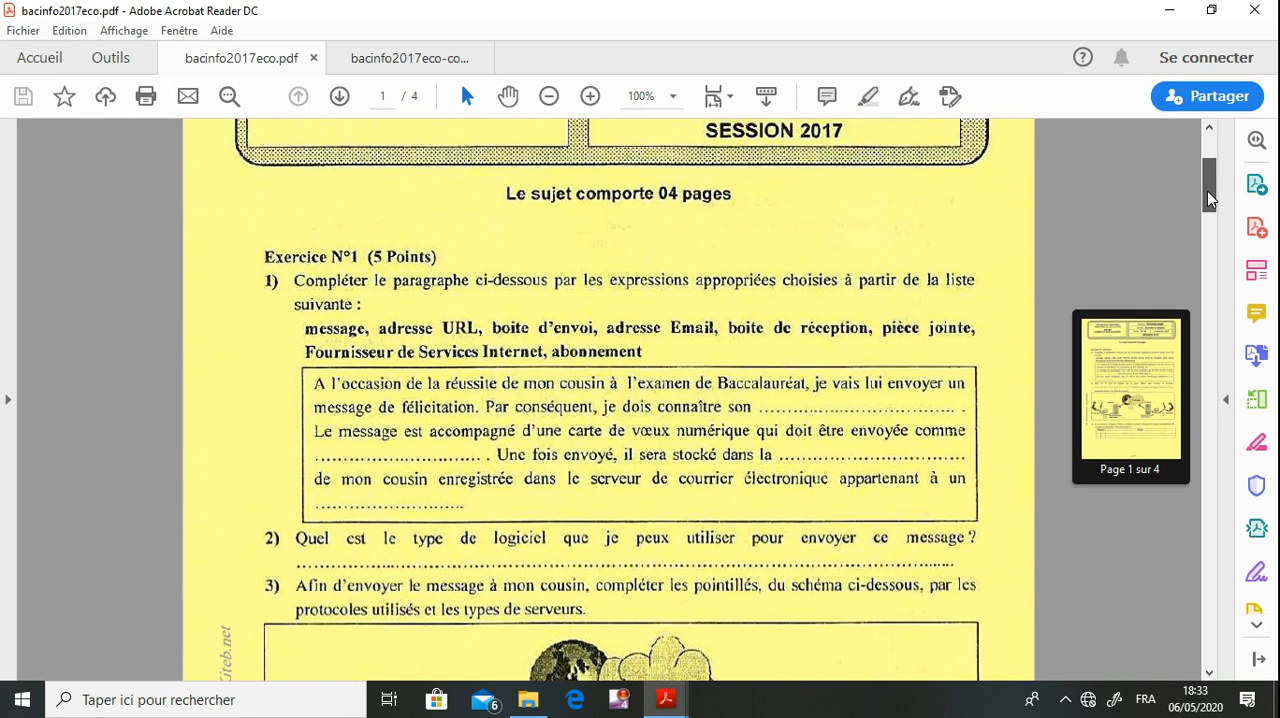 bacinfo2017eco.pdf - Adobe Acrobat Reader DC
Fichier Edition Affichage Fenêtre Aide
Accueil Outils bacinfo2017eco.pdf × bacinfo2017eco-co... Se connecter
1 / 4 100% Partager
SESSION 2017
Le sujet comporte 04 pages
Exercice N°1 (5 Points)
1) Compléter le paragraphe ci-dessous par les expressions appropriées choisies à partir de la liste
suivante :
message, adresse URL, boite d'envoi, adresse Email, boite de réception, pièce jointe,
Fournisseur de Services Internet, abonnement
A l'occasion de la réussite de mon cousin à l'examen de Baccalauréat, je vais lui envoyer un
message de félicitation. Par conséquent, je dois connaître son ....................................... .
Le message est accompagné d'une carte de vœux numérique qui doit être envoyée comme
................................. . Une fois envoyé, il sera stocké dans la .....................................
de mon cousin enregistrée dans le serveur de courrier électronique appartenant à un
..............................
2) Quel est le type de logiciel que je peux utiliser pour envoyer ce message ?
....................................................................................................................................
3) Afin d'envoyer le message à mon cousin, compléter les pointillés, du schéma ci-dessous, par les
protocoles utilisés et les types de serveurs.
Kiteb.net
Page 1 sur 4
Taper ici pour rechercher
6
FRA
18:33
06/05/2020